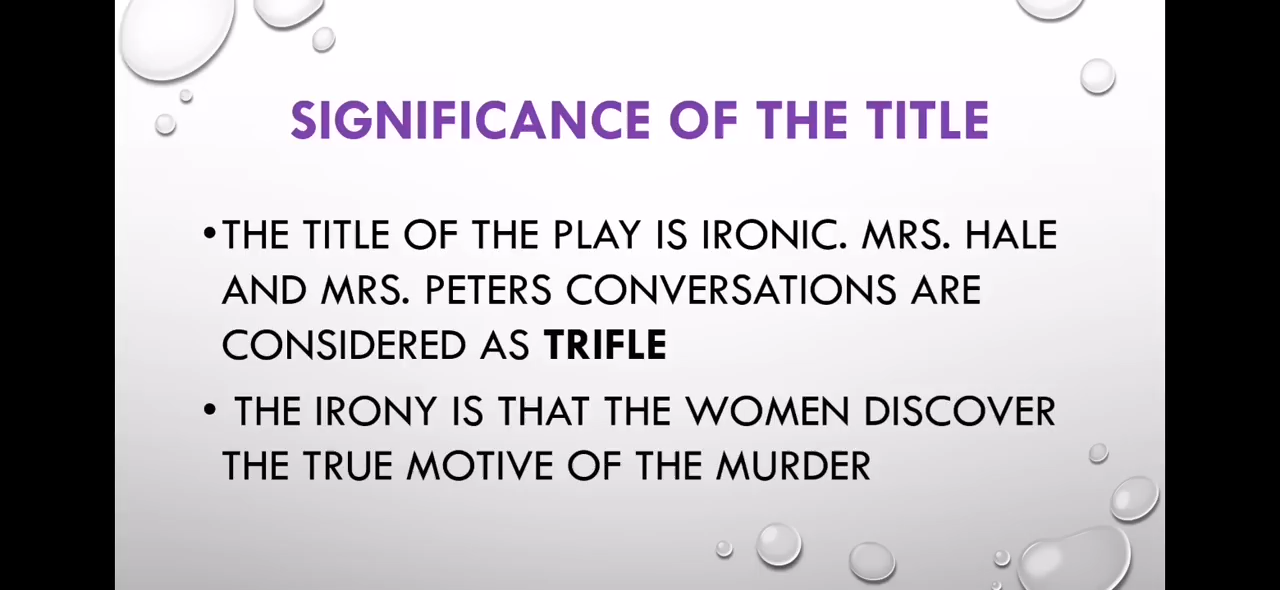 SIGNIFICANCE OF THE TITLE
•THE TITLE OF THE PLAY IS IRONIC. MRS. HALE
AND MRS. PETERS CONVERSATIONS ARE
CONSIDERED AS TRIFLE
• THE IRONY IS THAT THE WOMEN DISCOVER
THE TRUE MOTIVE OF THE MURDER